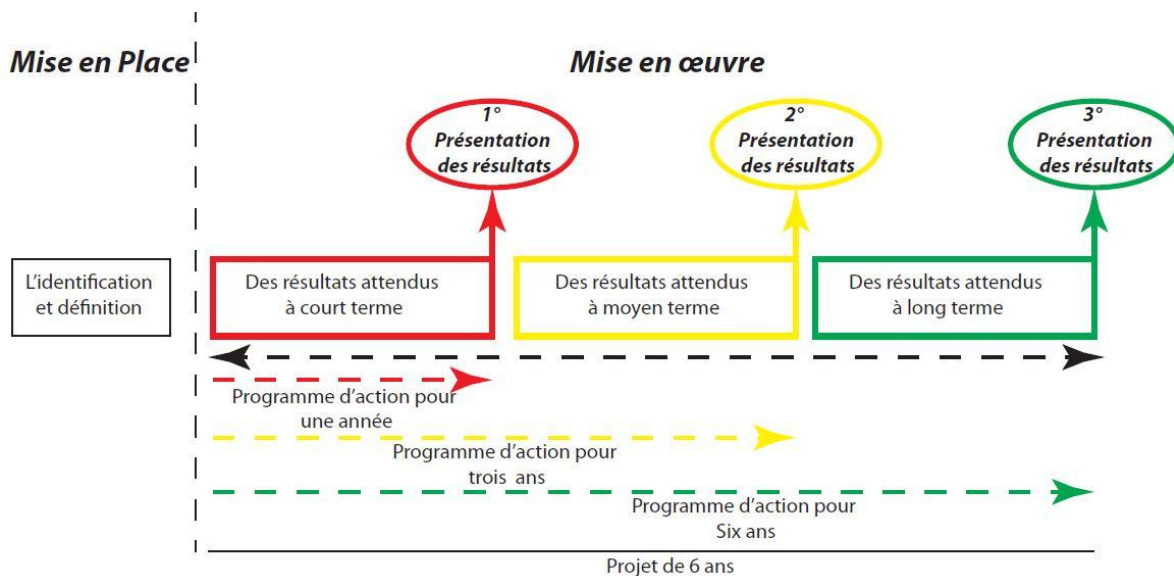 Mise en Place
Mise en œuvre
1°
Présentation
des résultats
2°
Présentation
des résultats
3°
Présentation
des résultats
L'identification
et définition
Des résultats attendus
à court terme
Des résultats attendus
à moyen terme
Des résultats attendus
à long terme
Programme d'action pour
une année
Programme d'action pour
trois ans
Programme d'action pour
Six ans
Projet de 6 ans